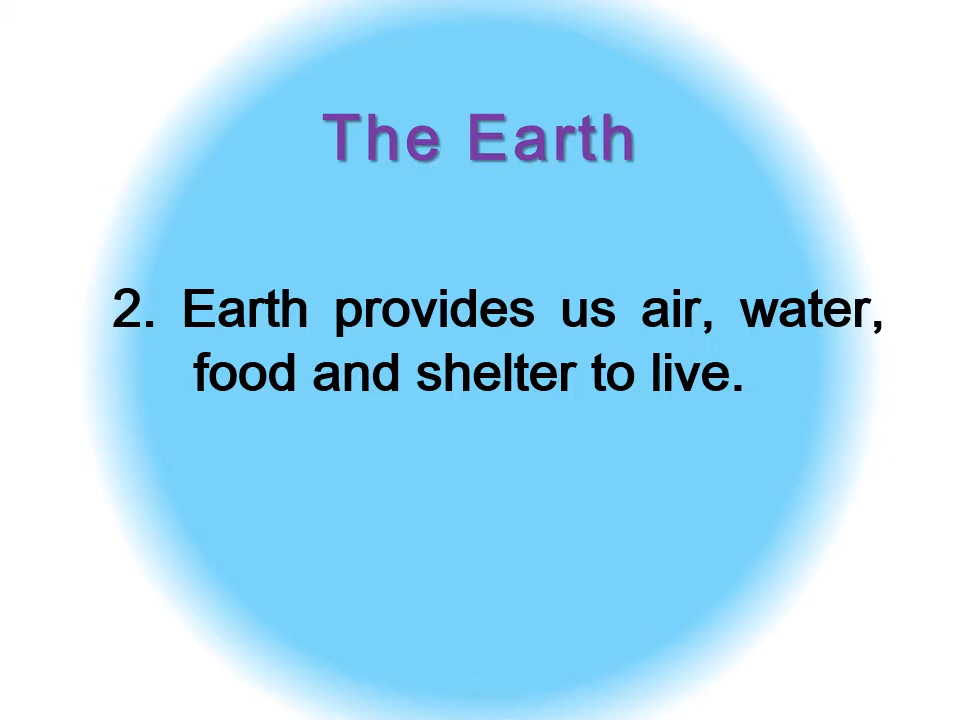 The Earth
2. Earth provides us air, water,
food and shelter to live.